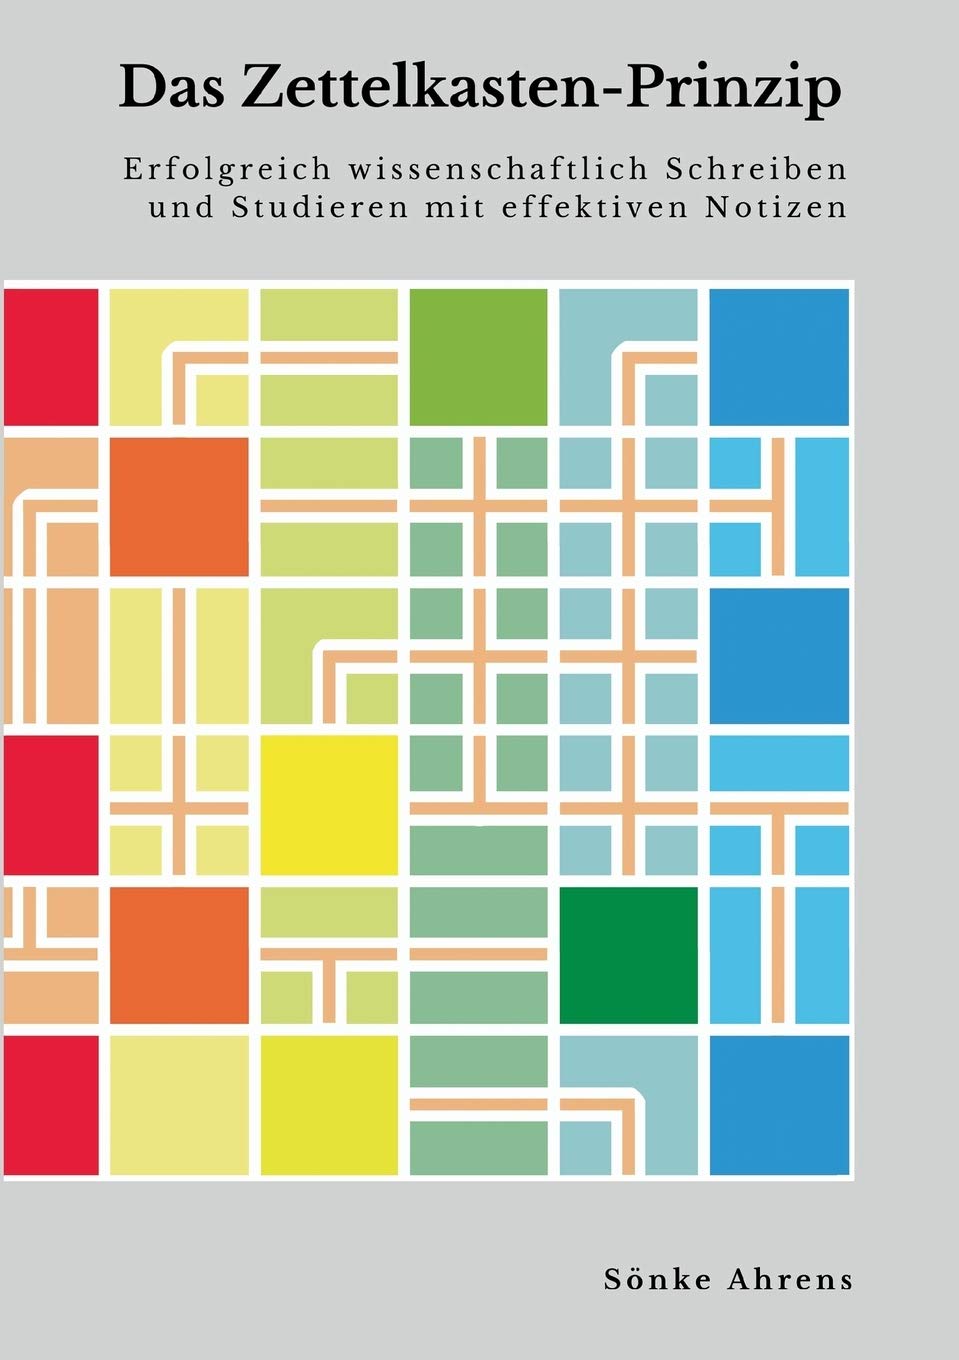 Das Zettelkasten-Prinzip
Erfolgreich wissenschaftlich Schreiben
und Studieren mit effektiven Notizen
Sönke Ahrens